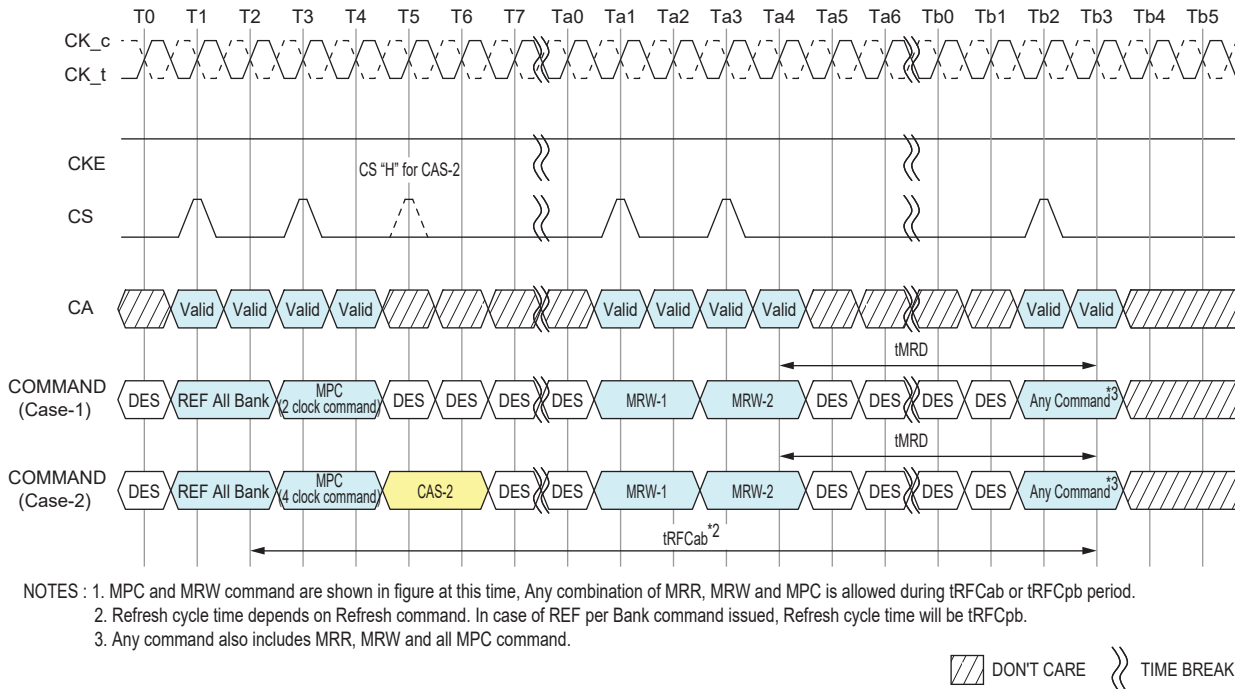 T0 T1 T2 T3 T4 T5 T6 T7 Ta0 Ta1 Ta2 Ta3 Ta4 Ta5 Ta6 Tb0 Tb1 Tb2 Tb3 Tb4 Tb5
CK_c
CK_t
CKE
CS "H" for CAS-2
CS
CA Valid Valid Valid Valid Valid Valid Valid Valid Valid Valid
tMRD
COMMAND
(Case-1)
DES REF All Bank MPC
(2 clock command)
DES DES DES DES MRW-1 MRW-2 DES DES DES DES Any Command*3
tMRD
COMMAND
(Case-2)
DES REF All Bank MPC
(4 clock command)
CAS-2 DES DES MRW-1 MRW-2 DES DES DES DES Any Command*3
tRFCab*2
NOTES : 1. MPC and MRW command are shown in figure at this time, Any combination of MRR, MRW and MPC is allowed during tRFCab or tRFCpb period.
2. Refresh cycle time depends on Refresh command. In case of REF per Bank command issued, Refresh cycle time will be tRFCpb.
3. Any command also includes MRR, MRW and all MPC command.
DON'T CARE TIME BREAK